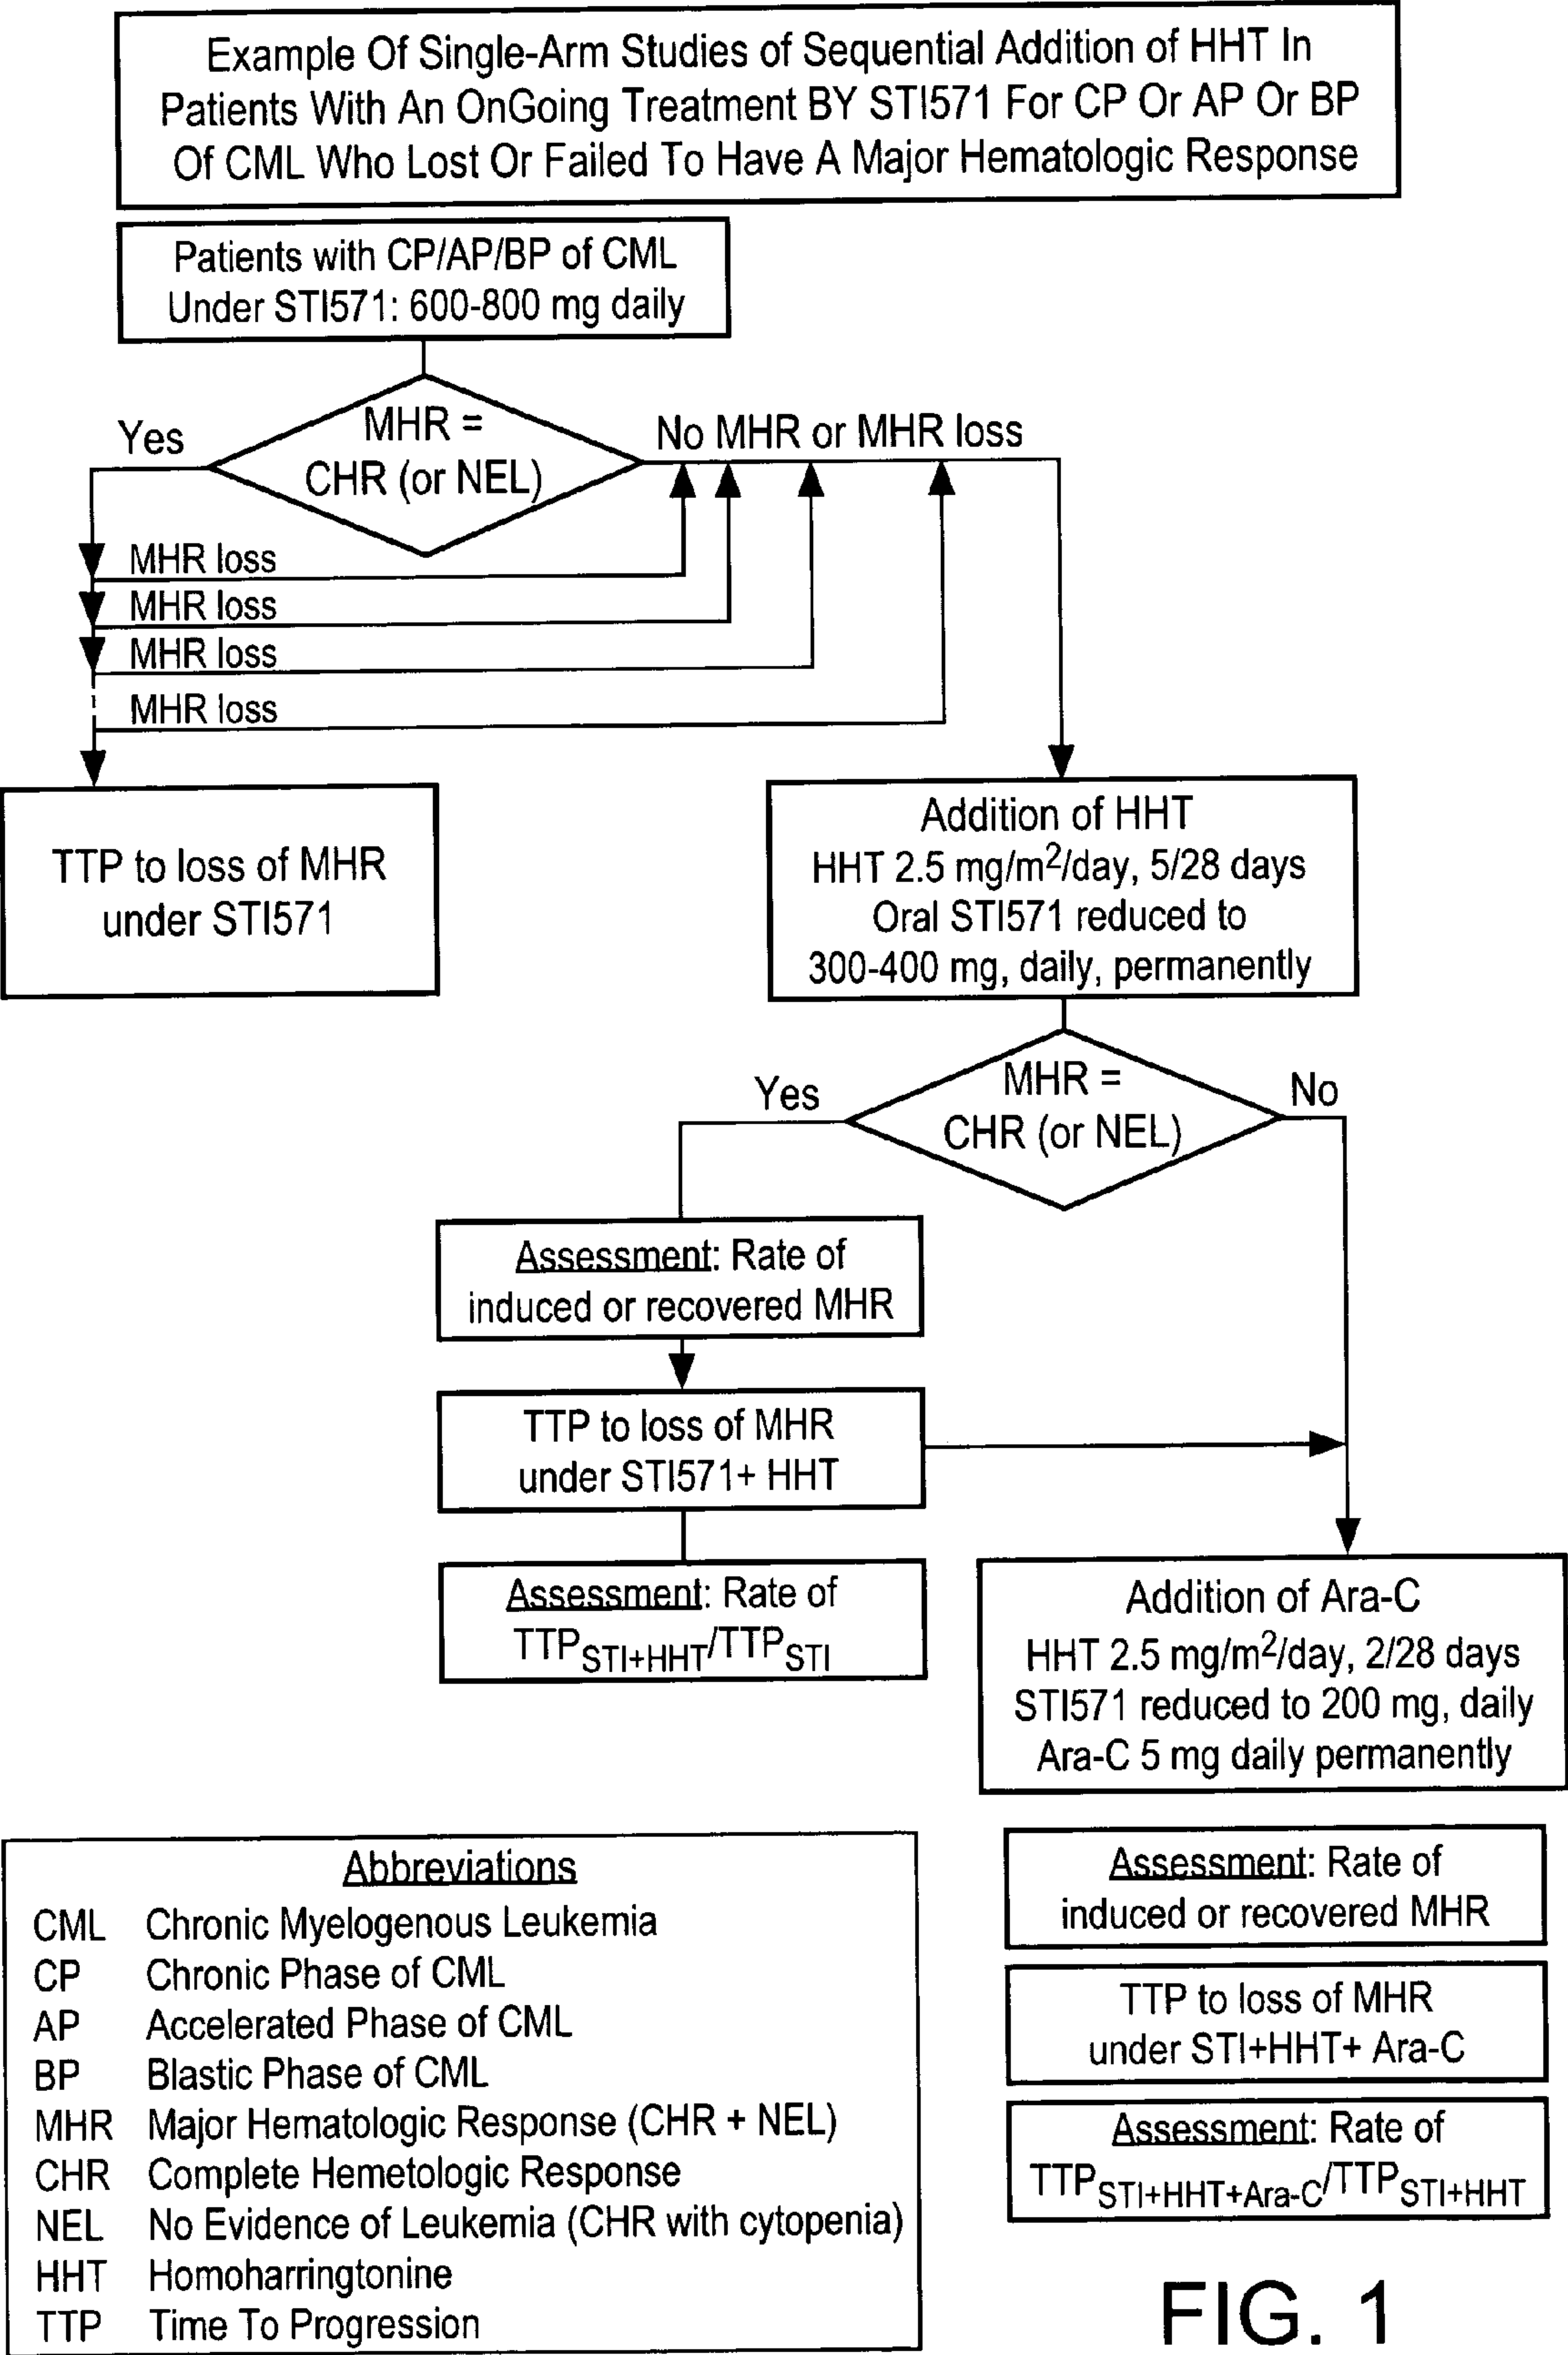 Example Of Single-Arm Studies of Sequential Addition of HHT In
Patients With An OnGoing Treatment BY STI571 For CP Or AP Or BP
Of CML Who Lost Or Failed To Have A Major Hematologic Response
Patients with CP/AP/BP of CML
Under STI571: 600-800 mg daily
Yes
MHR =
CHR (or NEL)
No MHR or MHR loss
MHR loss
MHR loss
MHR loss
MHR loss
TTP to loss of MHR
under STI571
Addition of HHT
HHT 2.5 mg/m²/day, 5/28 days
Oral STI571 reduced to
300-400 mg, daily, permanently
Yes
MHR =
CHR (or NEL)
No
Assessment: Rate of
induced or recovered MHR
TTP to loss of MHR
under STI571+ HHT
Assessment: Rate of
TTP STI+HHT/TTP STI
Addition of Ara-C
HHT 2.5 mg/m²/day, 2/28 days
STI571 reduced to 200 mg, daily
Ara-C 5 mg daily permanently
Assessment: Rate of
induced or recovered MHR
TTP to loss of MHR
under STI+HHT+ Ara-C
Assessment: Rate of
TTP STI+HHT+Ara-C/TTP STI+HHT
Abbreviations
CML Chronic Myelogenous Leukemia
CP Chronic Phase of CML
AP Accelerated Phase of CML
BP Blastic Phase of CML
MHR Major Hematologic Response (CHR + NEL)
CHR Complete Hemetologic Response
NEL No Evidence of Leukemia (CHR with cytopenia)
HHT Homoharringtonine
TTP Time To Progression
FIG. 1